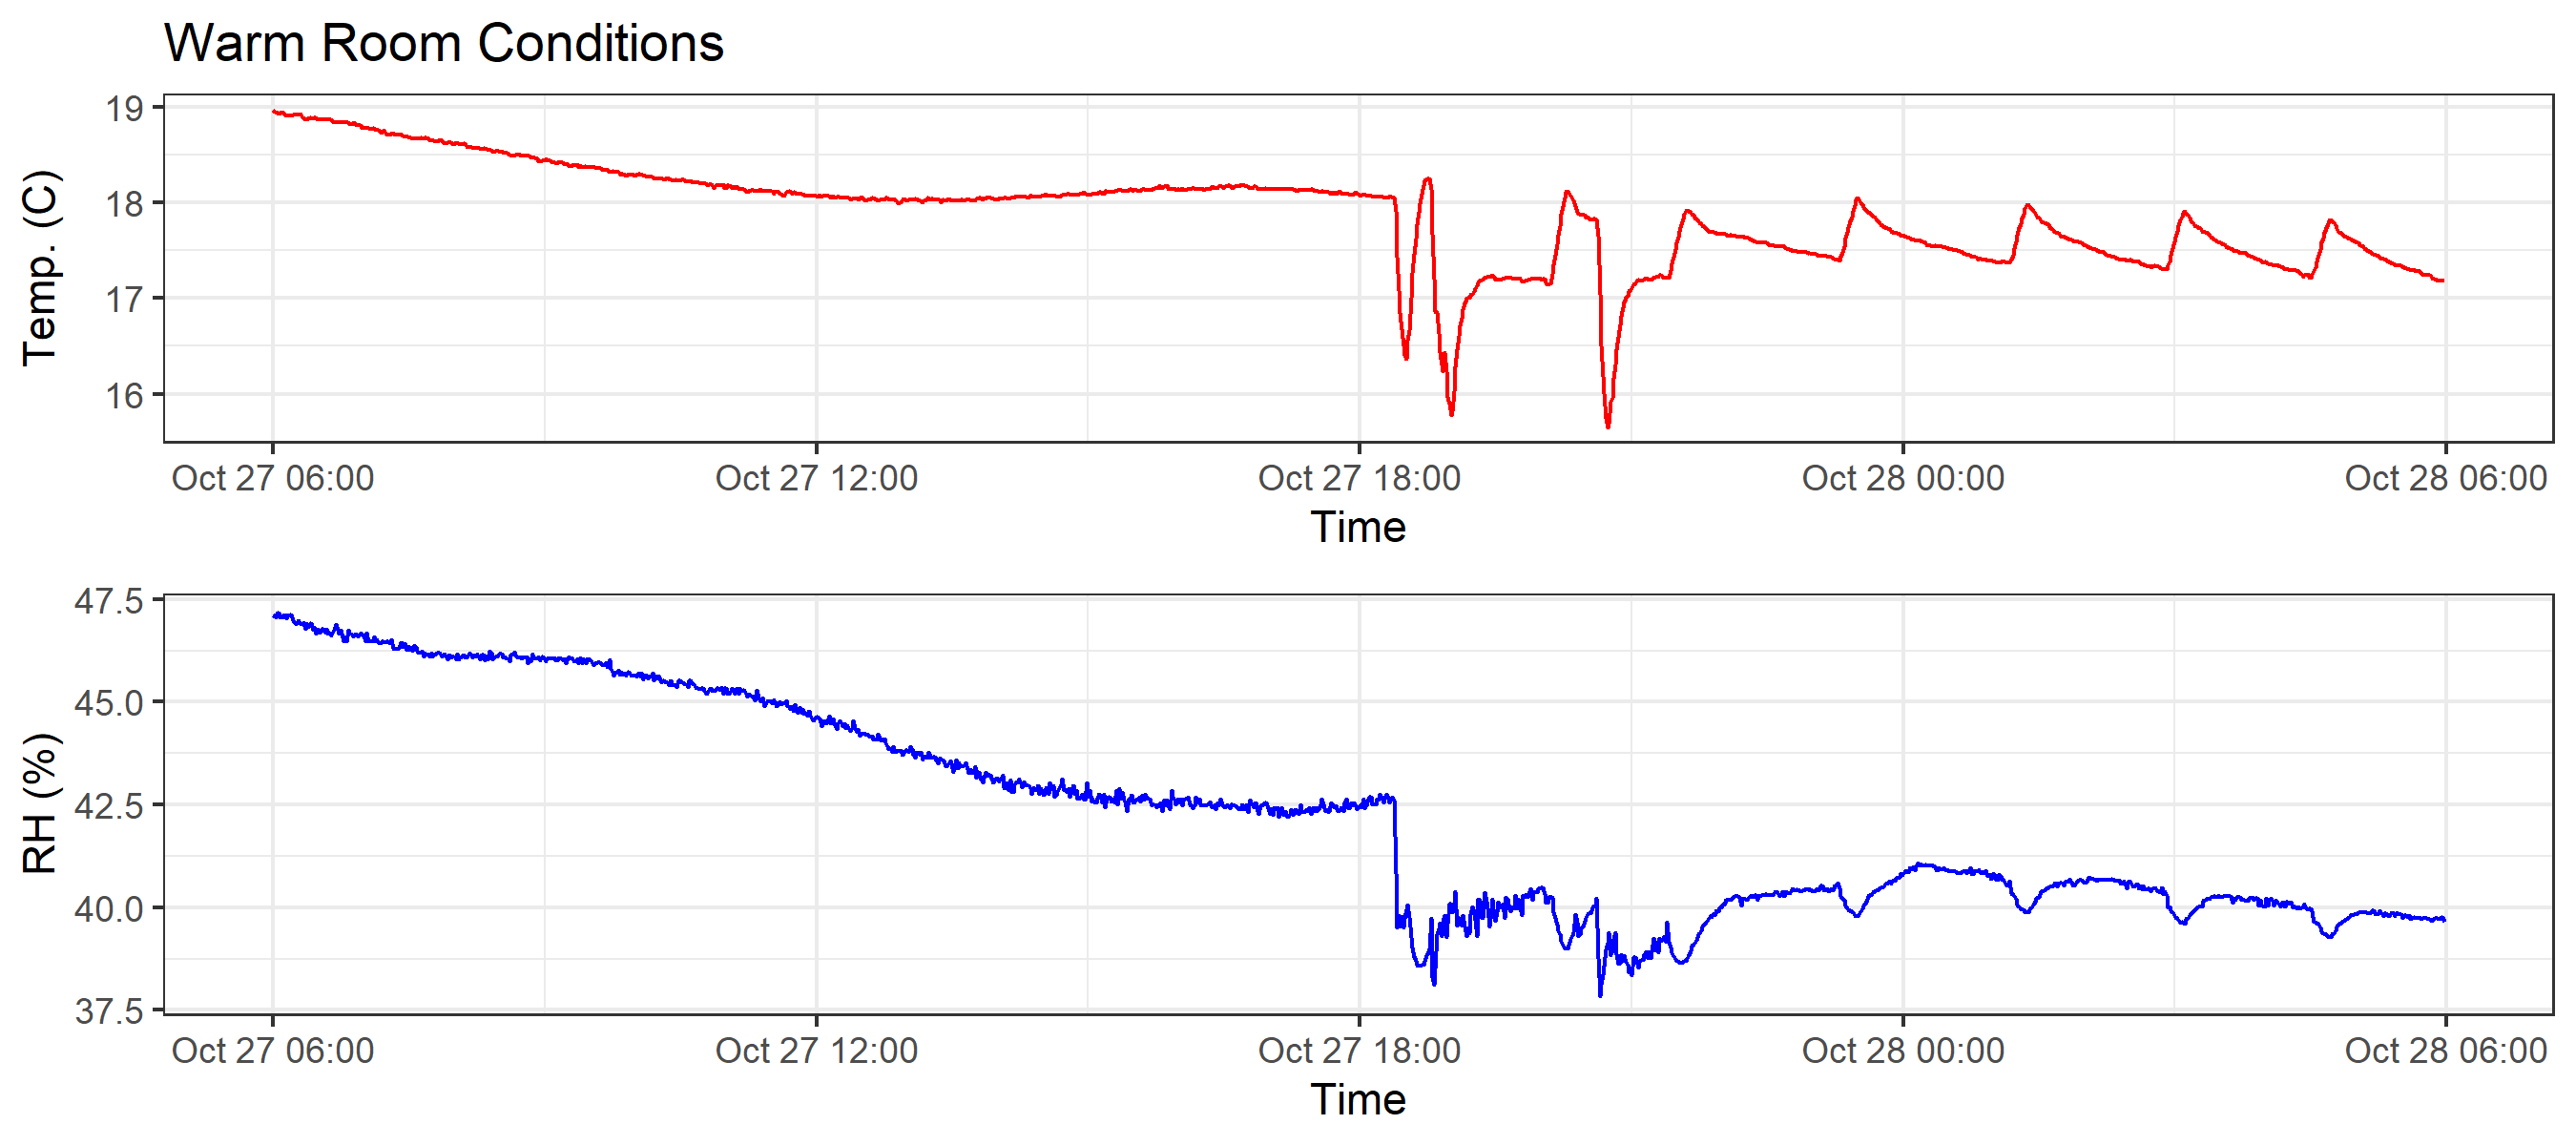 Warm Room Conditions
Temp. (C)
19
18
17
16
Oct 27 06:00 Oct 27 12:00 Oct 27 18:00 Oct 28 00:00 Oct 28 06:00
Time
RH (%)
47.5
45.0
42.5
40.0
37.5
Oct 27 06:00 Oct 27 12:00 Oct 27 18:00 Oct 28 00:00 Oct 28 06:00
Time